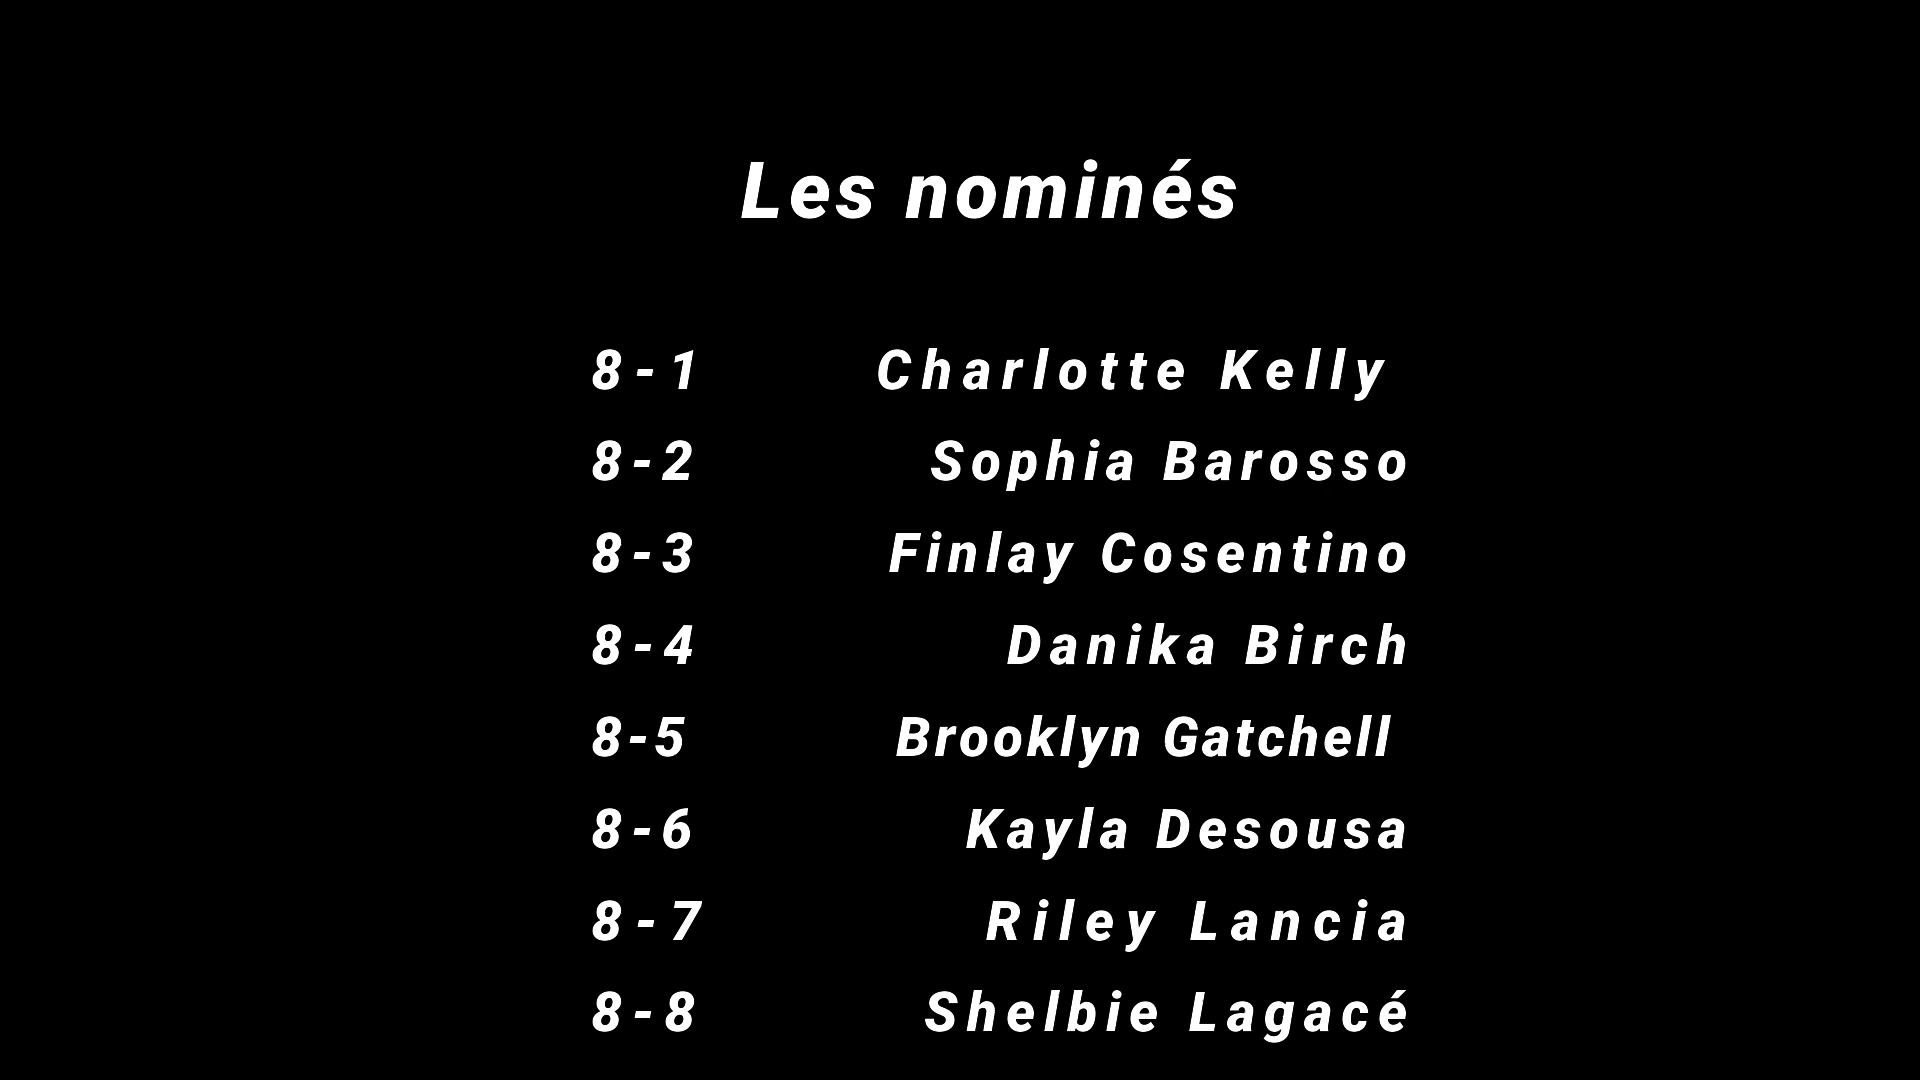 Les nominés
8-1 Charlotte Kelly
8-2 Sophia Barosso
8-3 Finlay Cosentino
8-4 Danika Birch
8-5 Brooklyn Gatchell
8-6 Kayla Desousa
8-7 Riley Lancia
8-8 Shelbie Lagacé